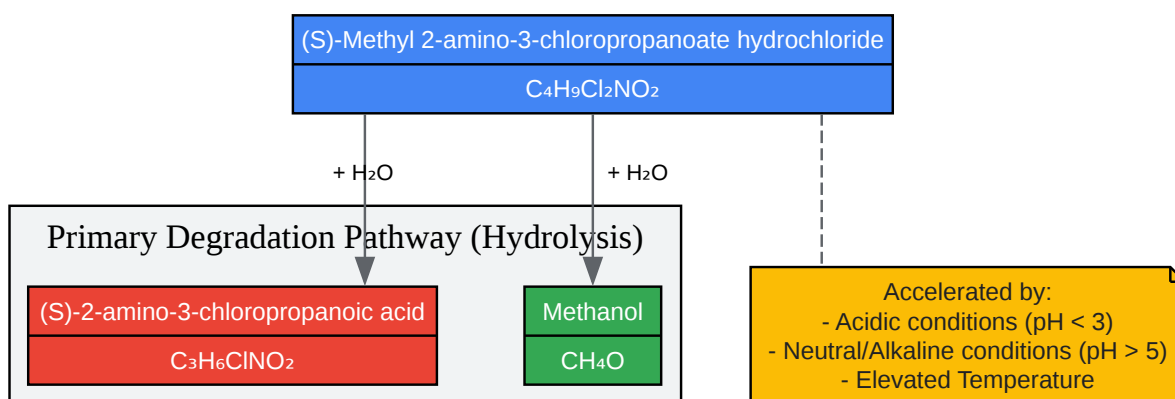 (S)-Methyl 2-amino-3-chloropropanoate hydrochloride
C₄H₉Cl₂NO₂
+ H₂O
+ H₂O
Primary Degradation Pathway (Hydrolysis)
(S)-2-amino-3-chloropropanoic acid
C₃H₆ClNO₂
Methanol
CH₄O
Accelerated by:
- Acidic conditions (pH < 3)
- Neutral/Alkaline conditions (pH > 5)
- Elevated Temperature